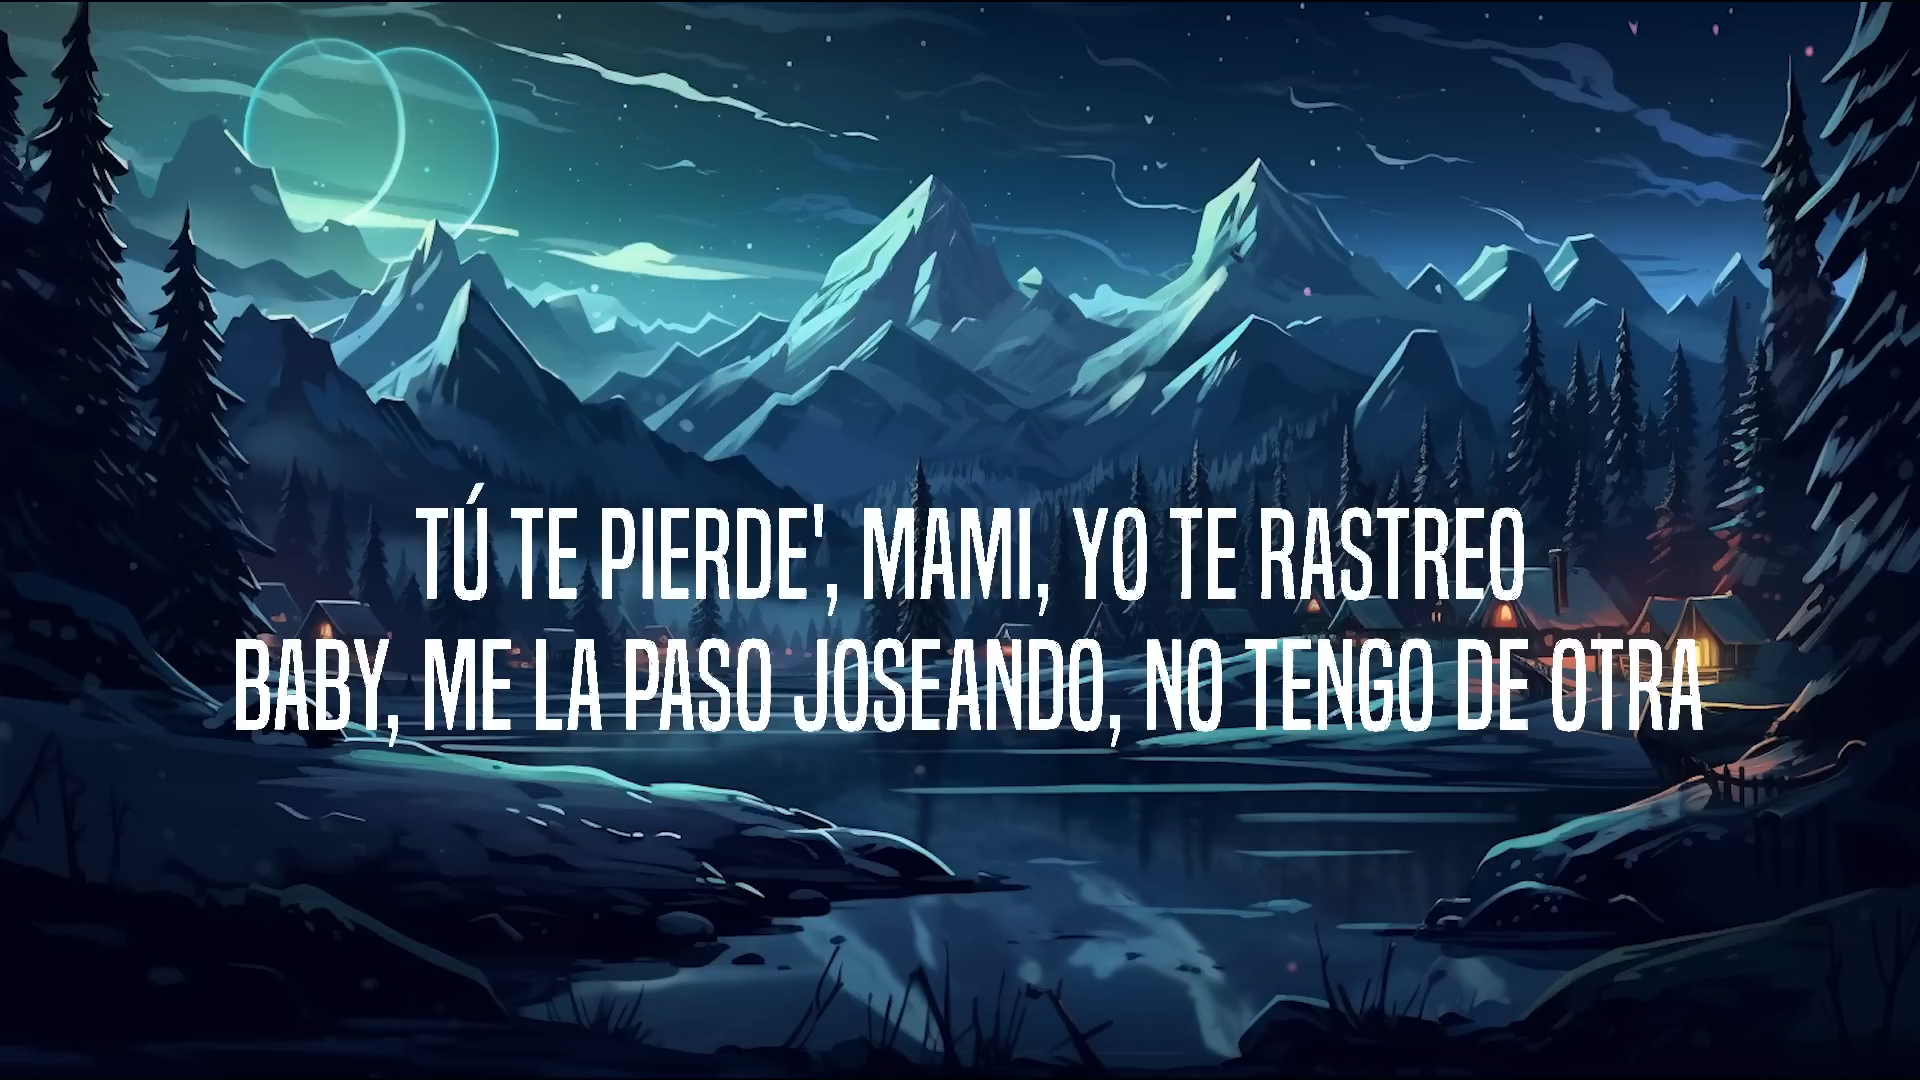 TÚ TE PIERDE', MAMI, YO TE RASTREO
BABY, ME LA PASO JOSEANDO, NO TENGO DE OTRA